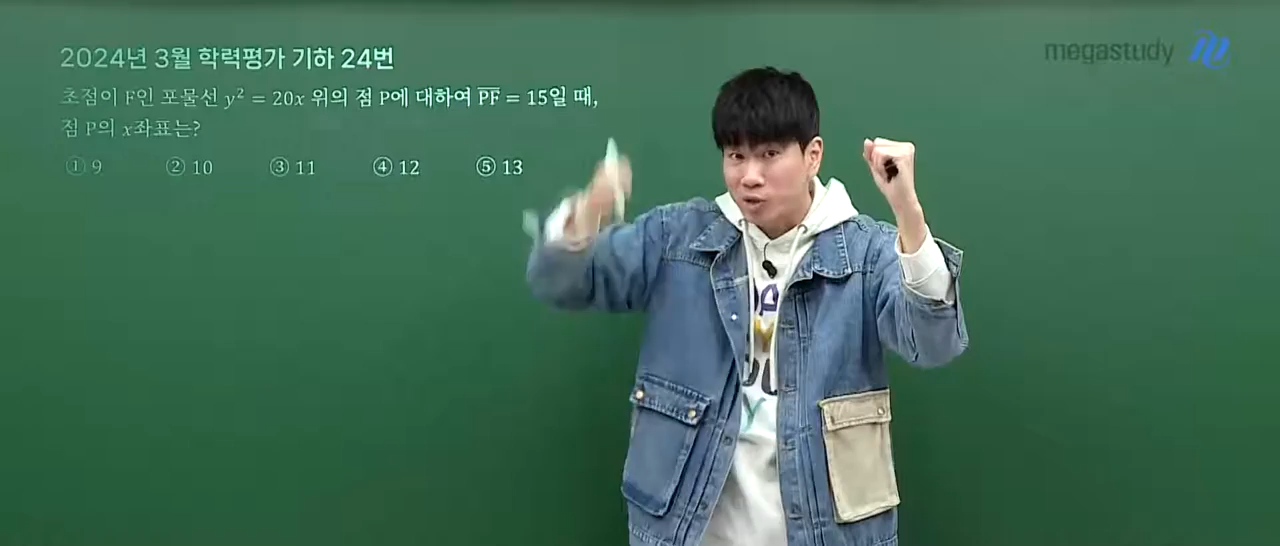 2024년 3월 학력평가 기하 24번
초점이 F인 포물선 y² = 20x 위의 점 P에 대하여 P̅F̅ = 15일 때,
점 P의 x좌표는?
① 9 ② 10 ③ 11 ④ 12 ⑤ 13
megastudy